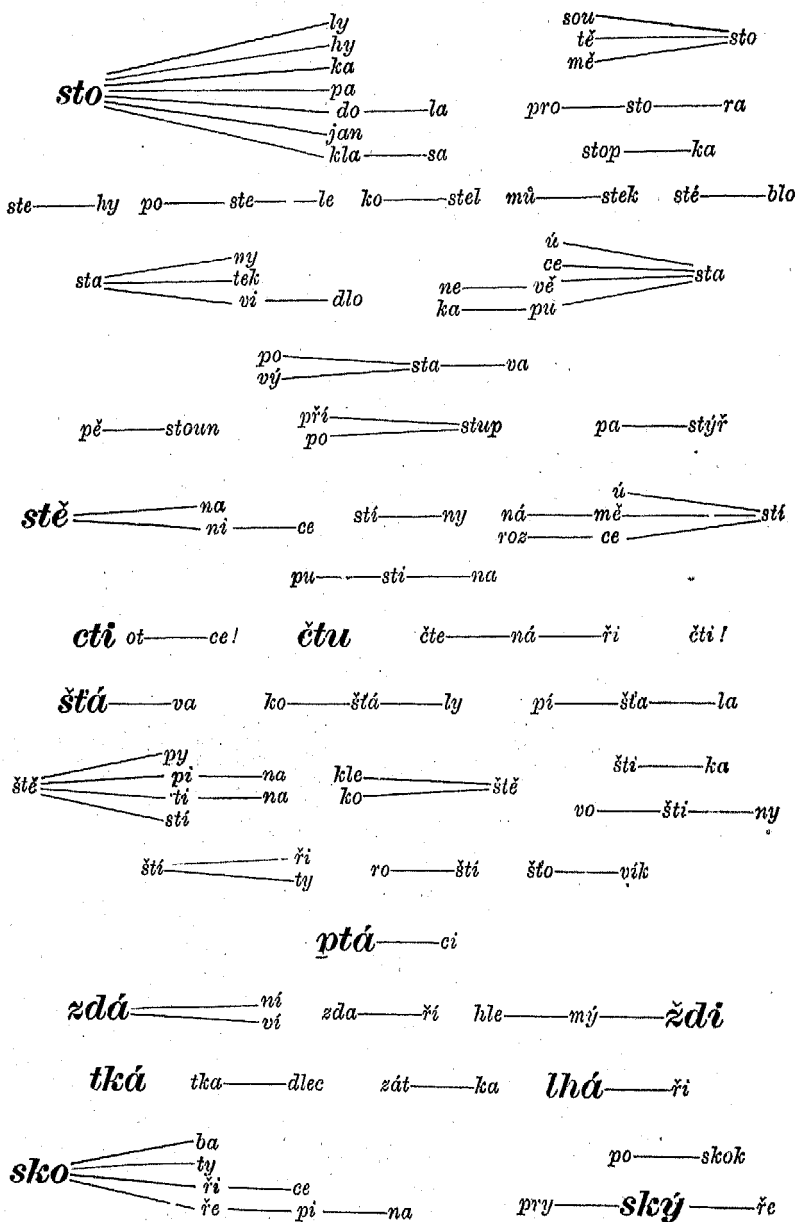 ly
hy
ka
sto pa
do — la
jan
kla — sa
sou
tě sto
mě
pro — sto — ra
stop — ka
ste — hy po — ste — le ko — stel mů — stek sté — blo
ny
sta tek
vi — dlo
ú
ce sta
ne — vě
ka — pu
po sta — va
vý
pě — stoun
pří stup
po
pa — stýř
stě na
ni — ce
stí — ny
ú
ná — mě — stí
roz — ce
pu — sti — na
cti ot — ce! čtu čte — ná — ři čti!
šťá — va ko — šťá — ly pí — šťa — la
py
ště pi — na
ti — na
stí
kle ště
ko
šti — ka
vo — šti — ny
ští ři
ty
ro — ští šťo — vík
ptá — ci
zdá ní
ví
zda — ří hle — mý — ždi
tká tka — dlec zát — ka lhá — ři
ba
sko ty
ři — ce
ře — pi — na
po — skok
pry — ský — ře